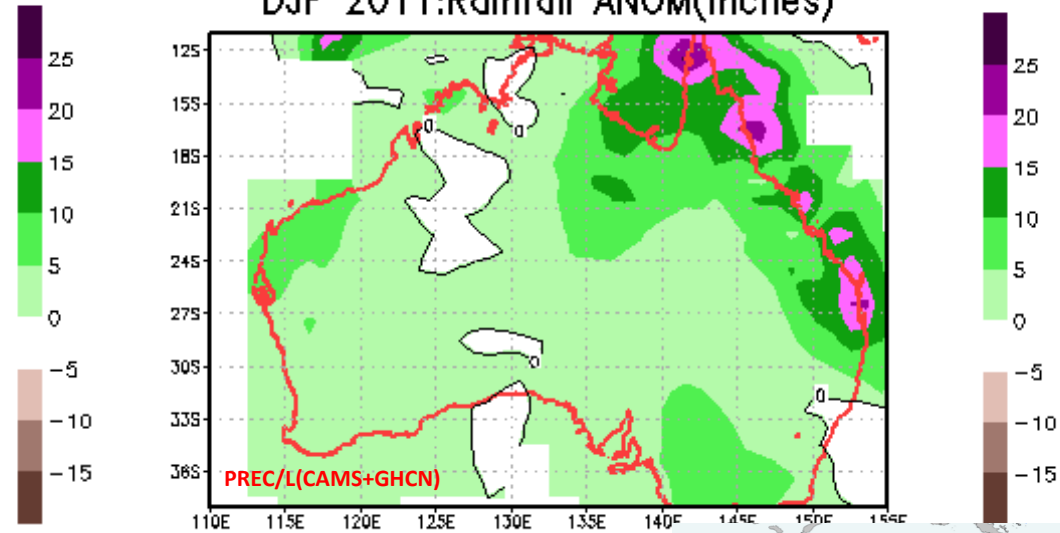 DJF 2011:Rainfall ANOM(inches)
25
20
15
10
5
0
-5
-10
-15
12S
15S
18S
21S
24S
27S
30S
33S
36S
0
0
0
0
PREC/L(CAMS+GHCN)
110E 115E 120E 125E 130E 135E 140E 145E 150E 155E
25
20
15
10
5
0
-5
-10
-15